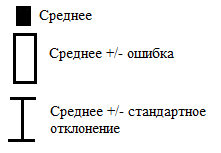 Среднее
Среднее +/- ошибка
Среднее +/- стандартное
отклонение